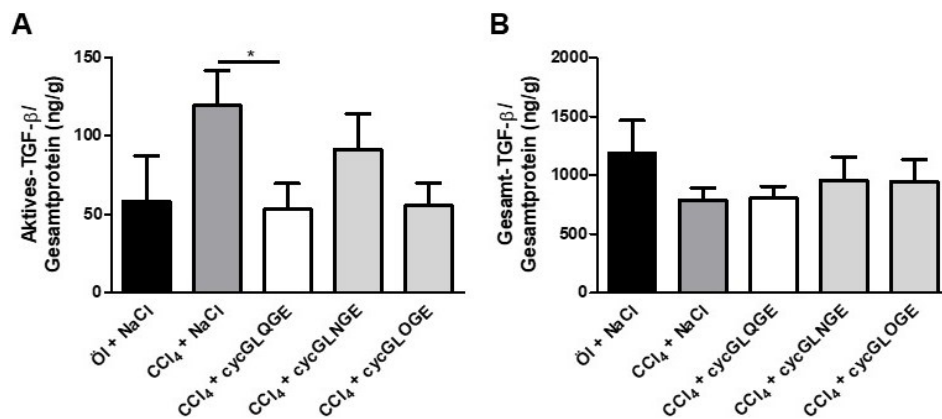 A
Aktives-TGF-β/
Gesamtprotein (ng/g)
150
100
50
0
*
Öl + NaCl
CCl₄ + NaCl
CCl₄ + cycGLQGE
CCl₄ + cycGLNGE
CCl₄ + cycGLOGE
B
Gesamt-TGF-β/
Gesamtprotein (ng/g)
2000
1500
1000
500
0
Öl + NaCl
CCl₄ + NaCl
CCl₄ + cycGLQGE
CCl₄ + cycGLNGE
CCl₄ + cycGLOGE